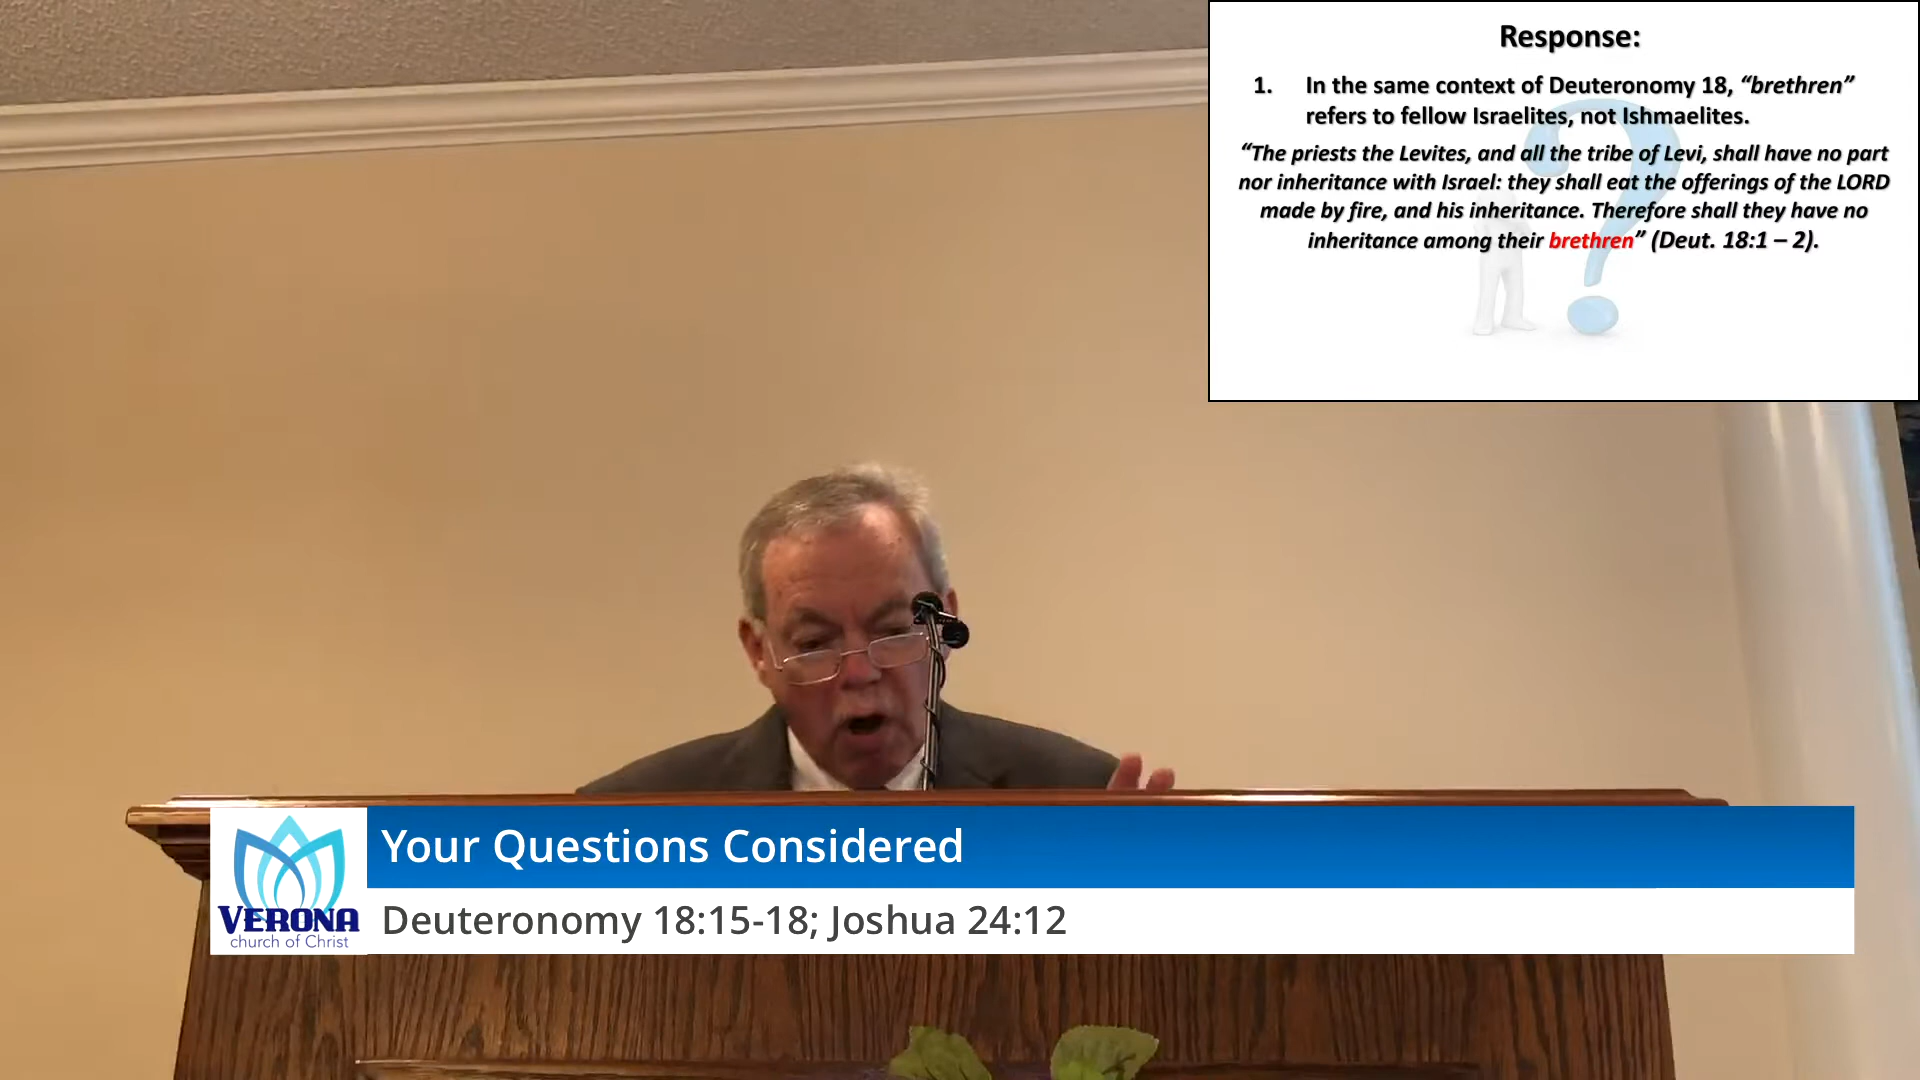 Response:
1. In the same context of Deuteronomy 18, “brethren”
refers to fellow Israelites, not Ishmaelites.
“The priests the Levites, and all the tribe of Levi, shall have no part
nor inheritance with Israel: they shall eat the offerings of the LORD
made by fire, and his inheritance. Therefore shall they have no
inheritance among their brethren” (Deut. 18:1 – 2).
Your Questions Considered
Deuteronomy 18:15-18; Joshua 24:12
VERONA
church of Christ